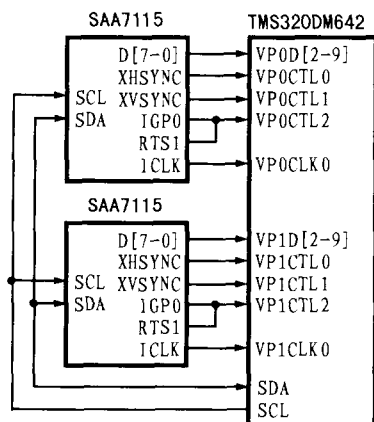 SAA7115 TMS320DM642
D[7-0] VP0D[2-9]
XHSYNC VP0CTL0
SCL XVSYNC VP0CTL1
SDA IGP0 VP0CTL2
RTS1
ICLK VP0CLK0
SAA7115
D[7-0] VP1D[2-9]
XHSYNC VP1CTL0
SCL XVSYNC VP1CTL1
SDA IGP0 VP1CTL2
RTS1
ICLK VP1CLK0
SDA
SCL